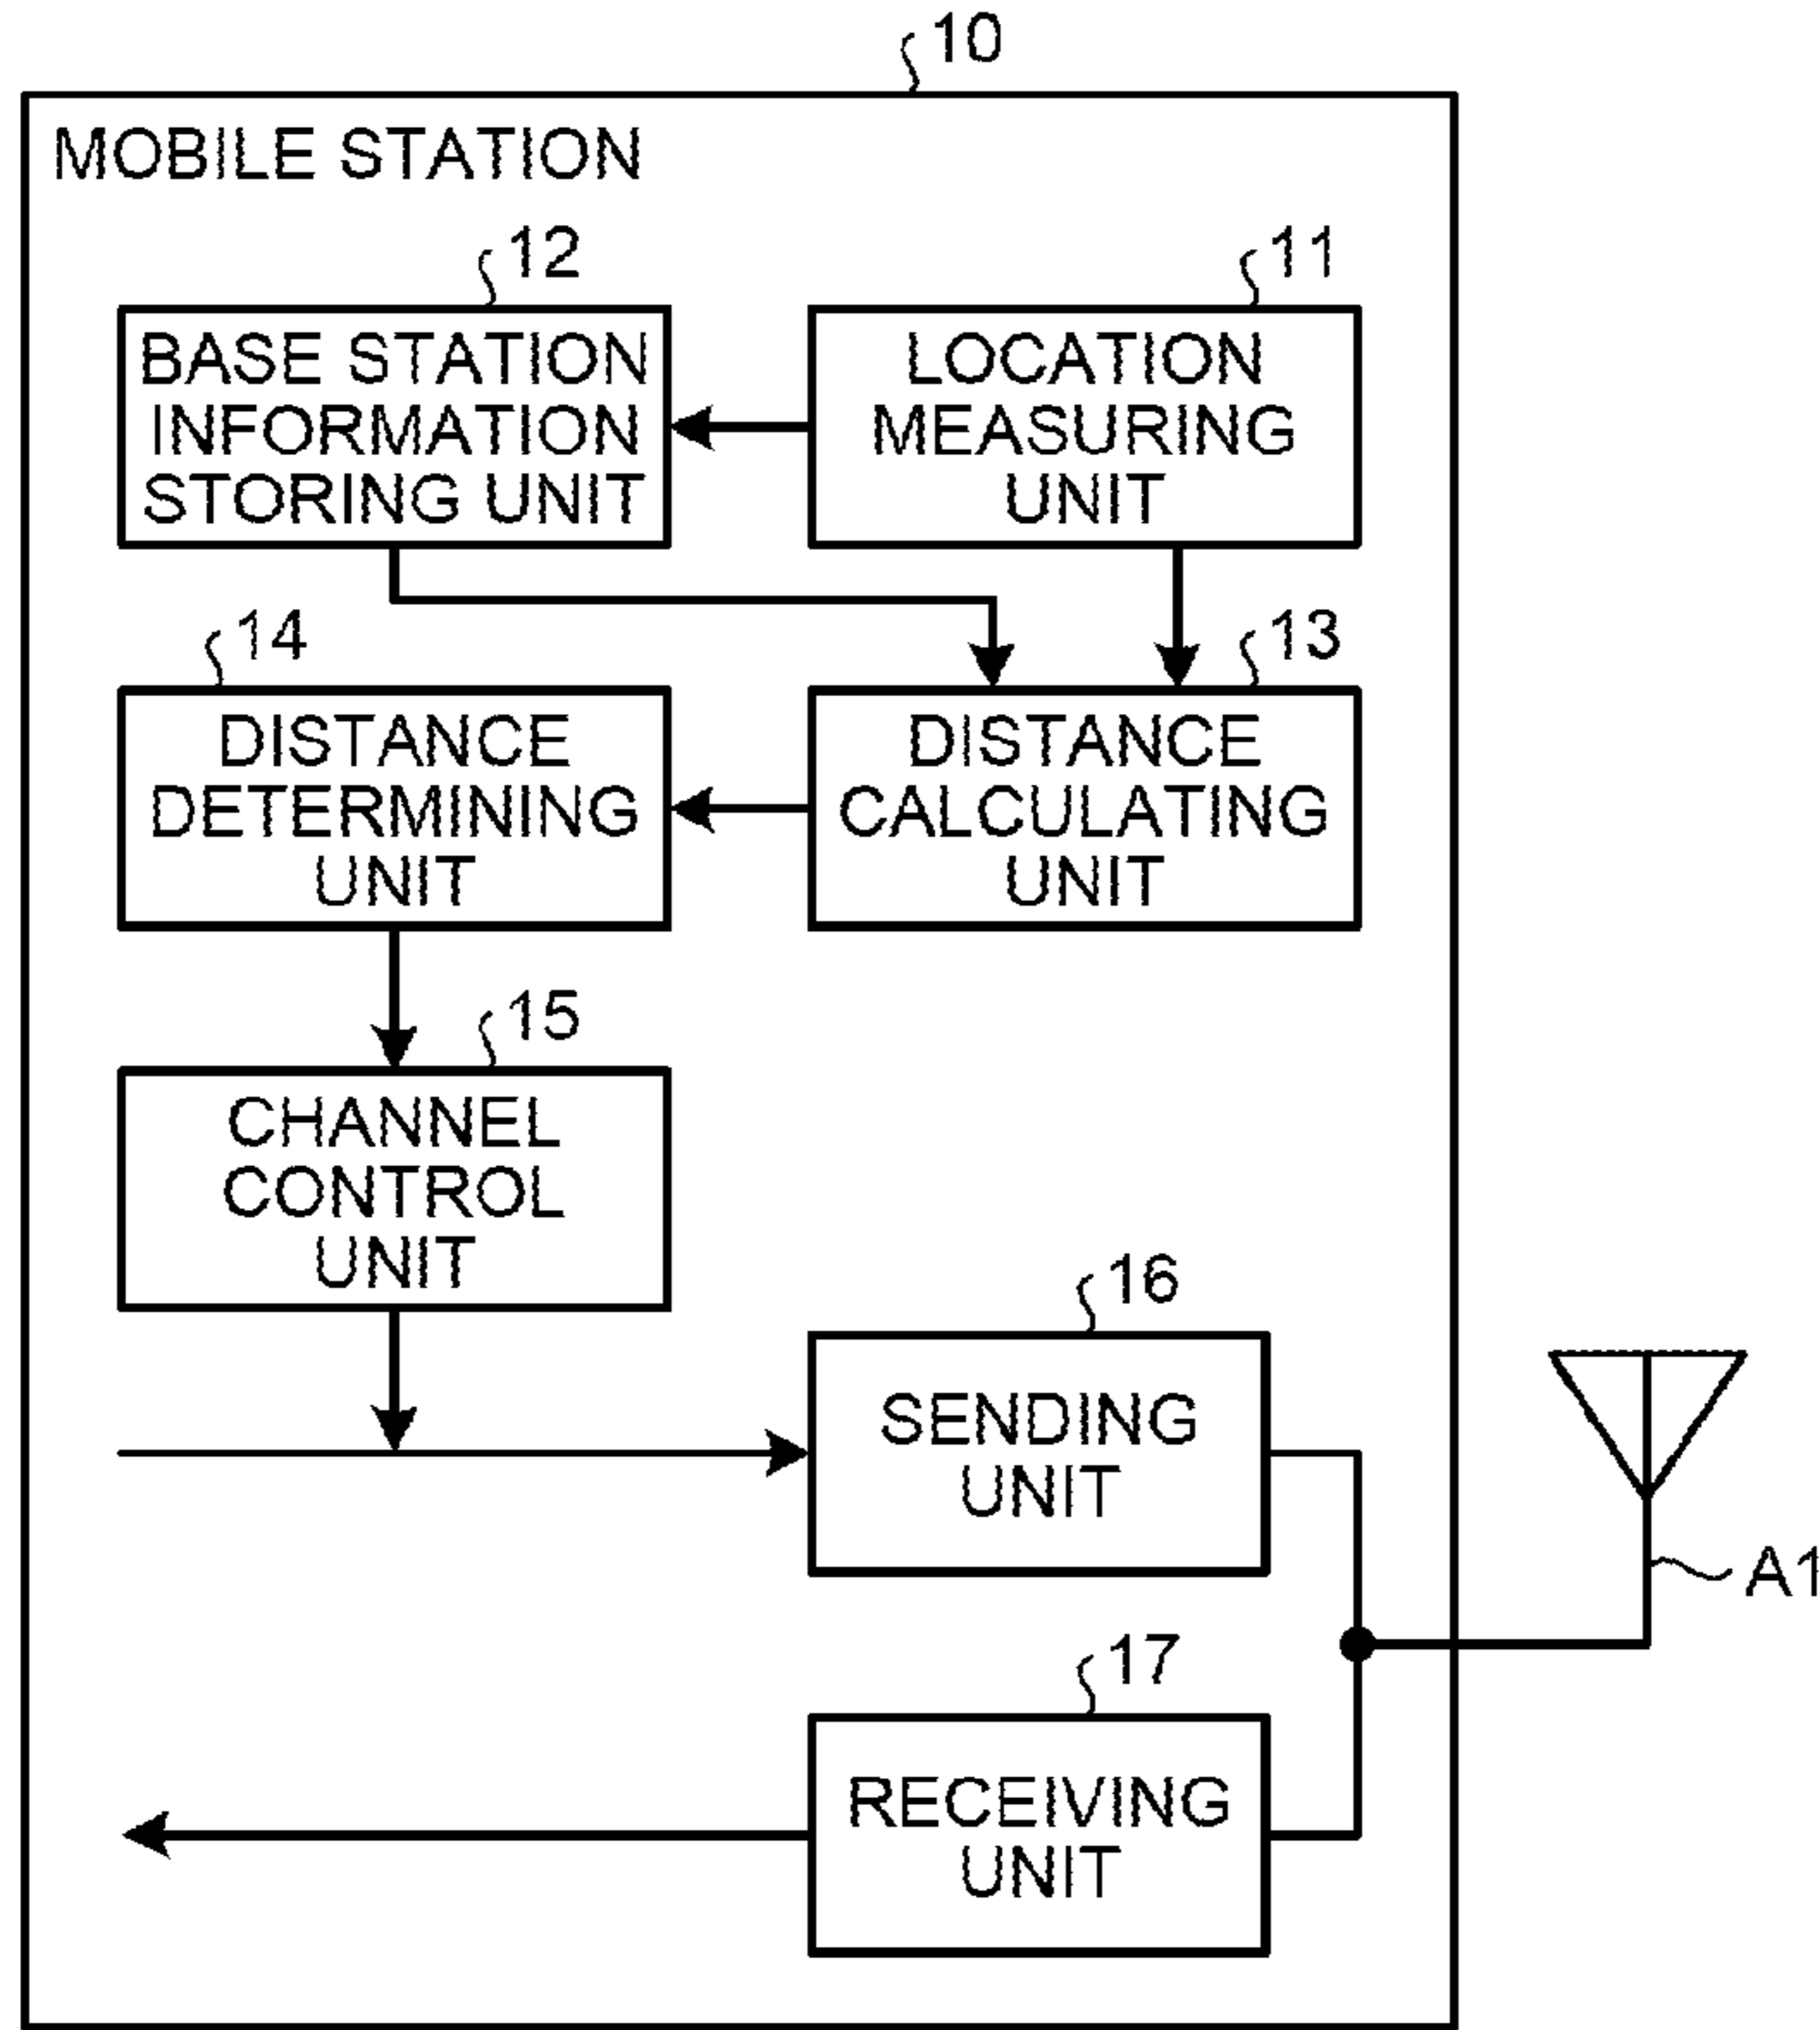 10
MOBILE STATION
12
BASE STATION
INFORMATION
STORING UNIT
11
LOCATION
MEASURING
UNIT
14
DISTANCE
DETERMINING
UNIT
13
DISTANCE
CALCULATING
UNIT
15
CHANNEL
CONTROL
UNIT
16
SENDING
UNIT
A1
17
RECEIVING
UNIT